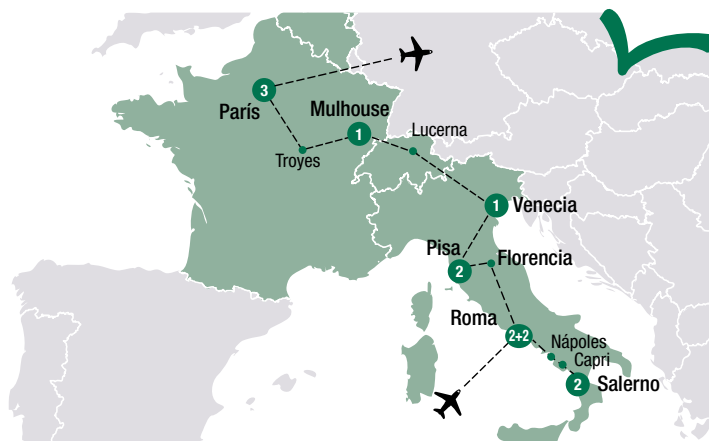 3
París
Mulhouse
1
Lucerna
Troyes
1
Venecia
Pisa
2
Florencia
Roma
2+2
Nápoles
Capri
2
Salerno